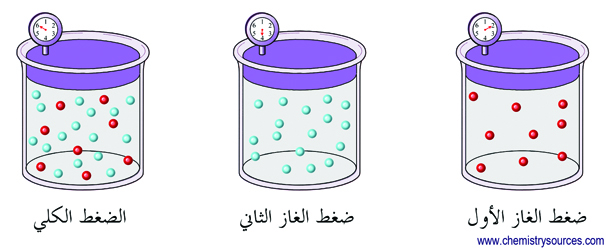 ضغط الغاز الأول
ضغط الغاز الثاني
الضغط الكلي
www.chemistrysources.com